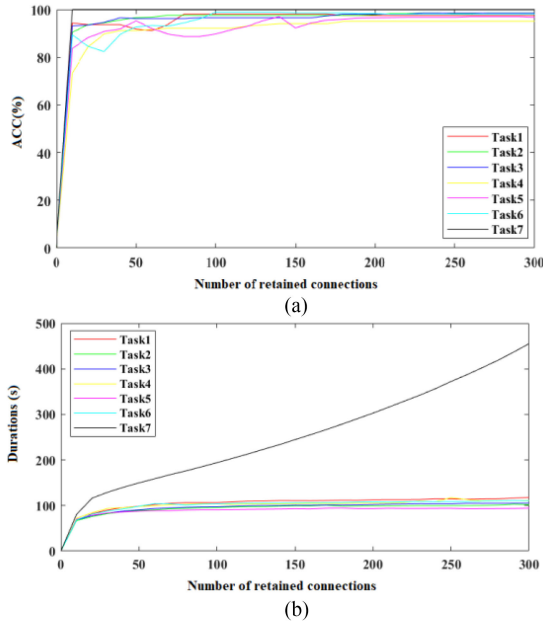 100
80
60
40
20
0
ACC(%)
Task1
Task2
Task3
Task4
Task5
Task6
Task7
0
50
100
150
200
250
300
Number of retained connections
(a)
500
400
300
200
100
0
Durations (s)
Task1
Task2
Task3
Task4
Task5
Task6
Task7
0
50
100
150
200
250
300
Number of retained connections
(b)